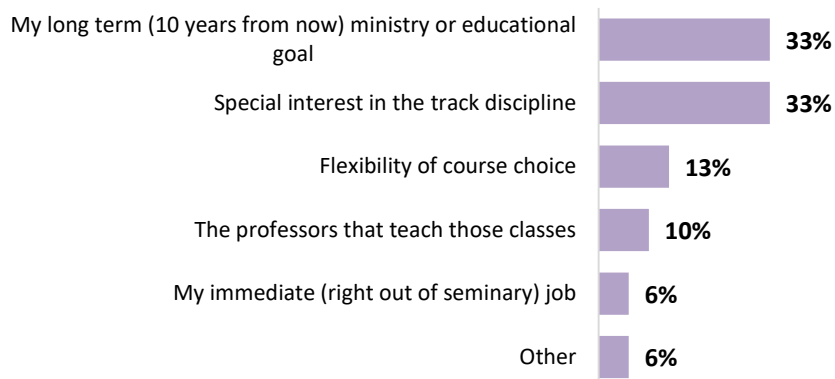 My long term (10 years from now) ministry or educational
goal
33%
Special interest in the track discipline
33%
Flexibility of course choice
13%
The professors that teach those classes
10%
My immediate (right out of seminary) job
6%
Other
6%